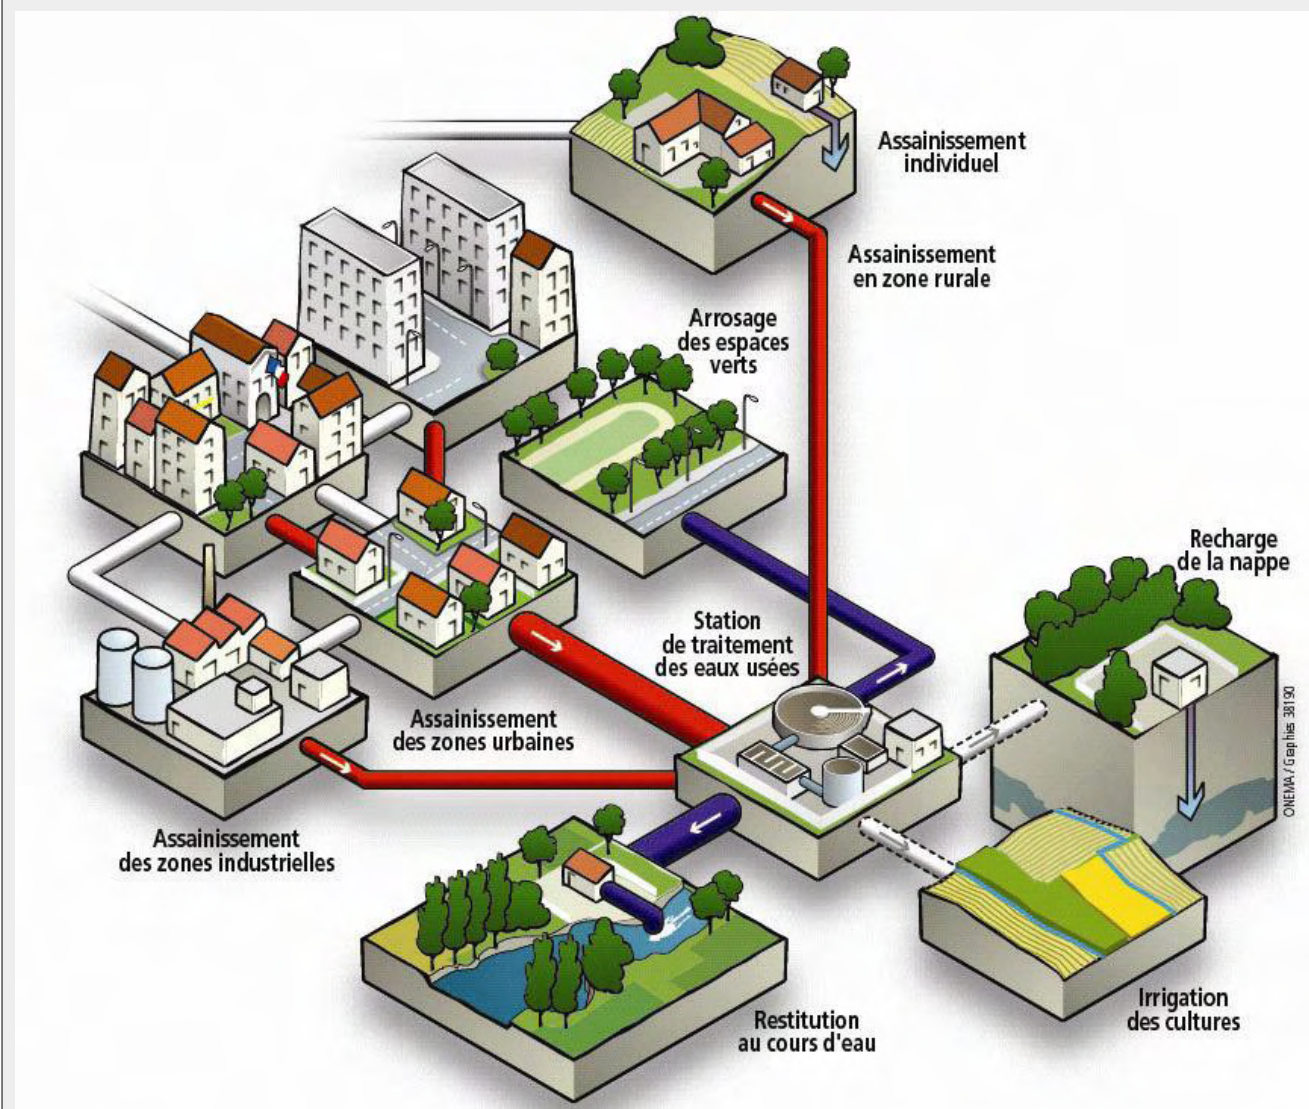 Assainissement
individuel
Assainissement
en zone rurale
Arrosage
des espaces
verts
Recharge
de la nappe
Station
de traitement
des eaux usées
Assainissement
des zones urbaines
Assainissement
des zones industrielles
Irrigation
des cultures
Restitution
au cours d'eau
ONEMA / Graphies 38190